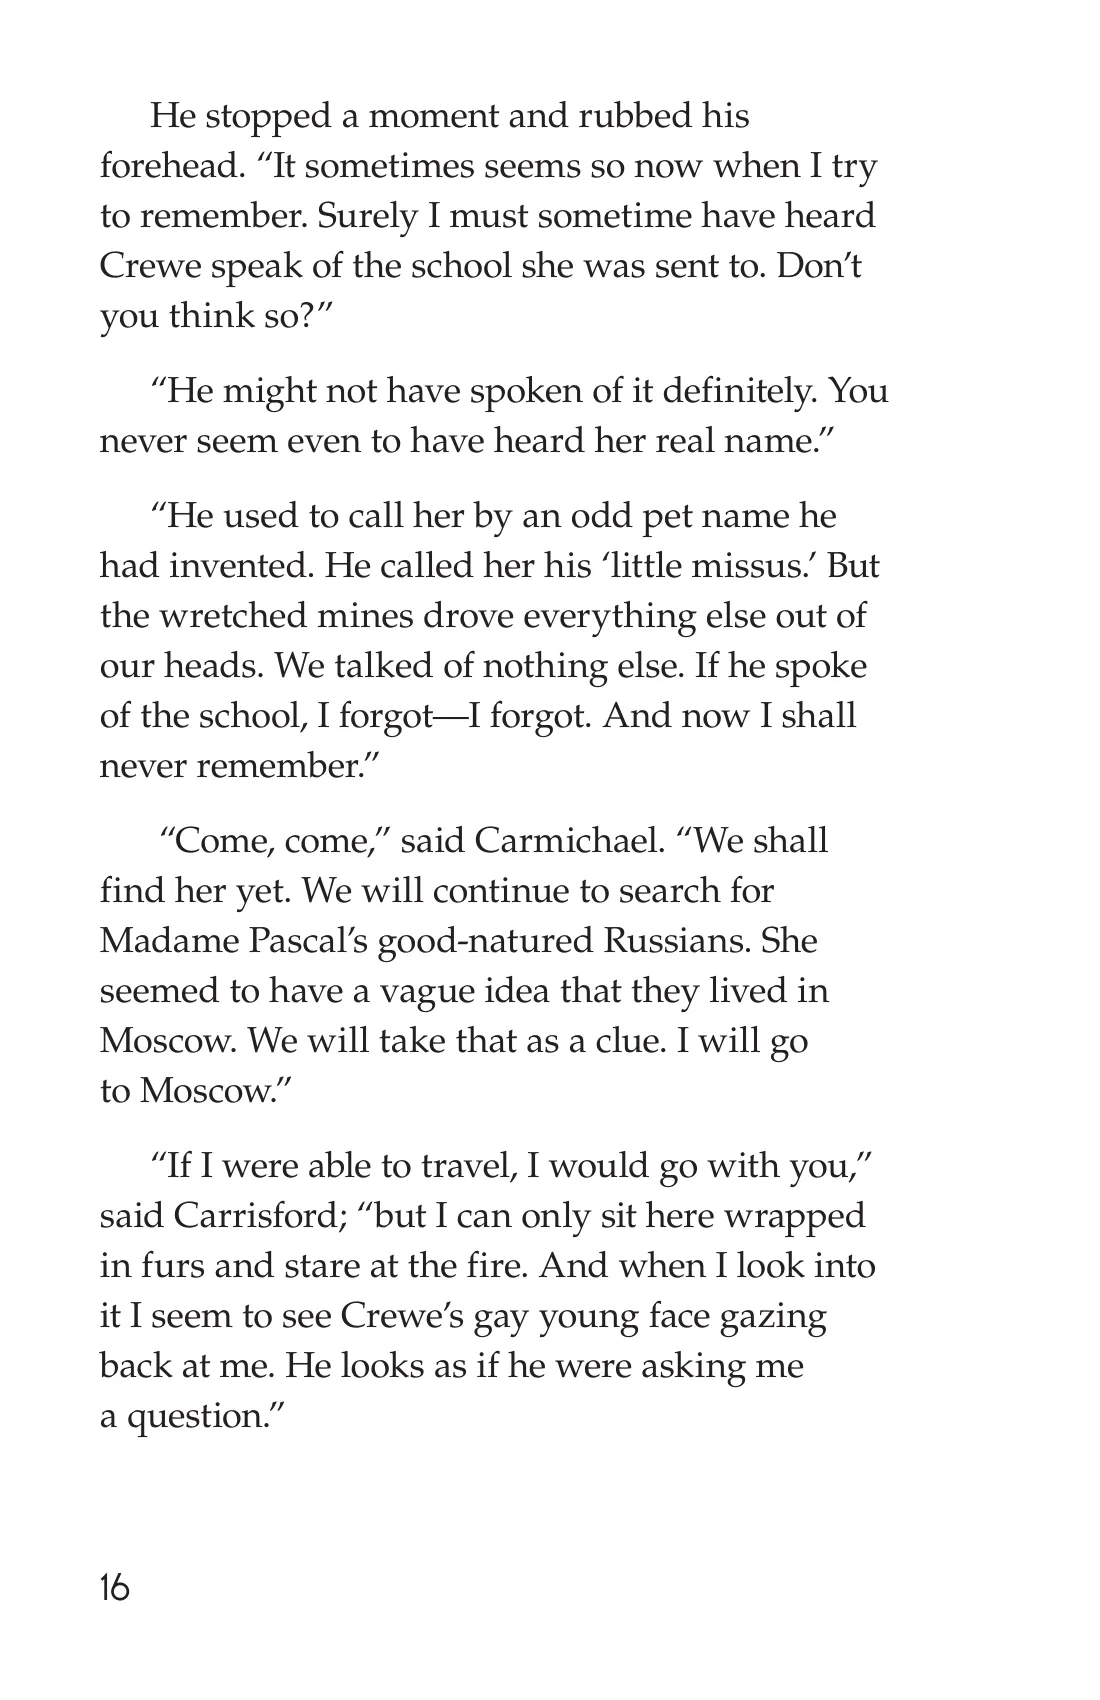 He stopped a moment and rubbed his
forehead. “It sometimes seems so now when I try
to remember. Surely I must sometime have heard
Crewe speak of the school she was sent to. Don’t
you think so?”
“He might not have spoken of it definitely. You
never seem even to have heard her real name.”
“He used to call her by an odd pet name he
had invented. He called her his ‘little missus.’ But
the wretched mines drove everything else out of
our heads. We talked of nothing else. If he spoke
of the school, I forgot—I forgot. And now I shall
never remember.”
“Come, come,” said Carmichael. “We shall
find her yet. We will continue to search for
Madame Pascal’s good-natured Russians. She
seemed to have a vague idea that they lived in
Moscow. We will take that as a clue. I will go
to Moscow.”
“If I were able to travel, I would go with you,”
said Carrisford; “but I can only sit here wrapped
in furs and stare at the fire. And when I look into
it I seem to see Crewe’s gay young face gazing
back at me. He looks as if he were asking me
a question.”
16